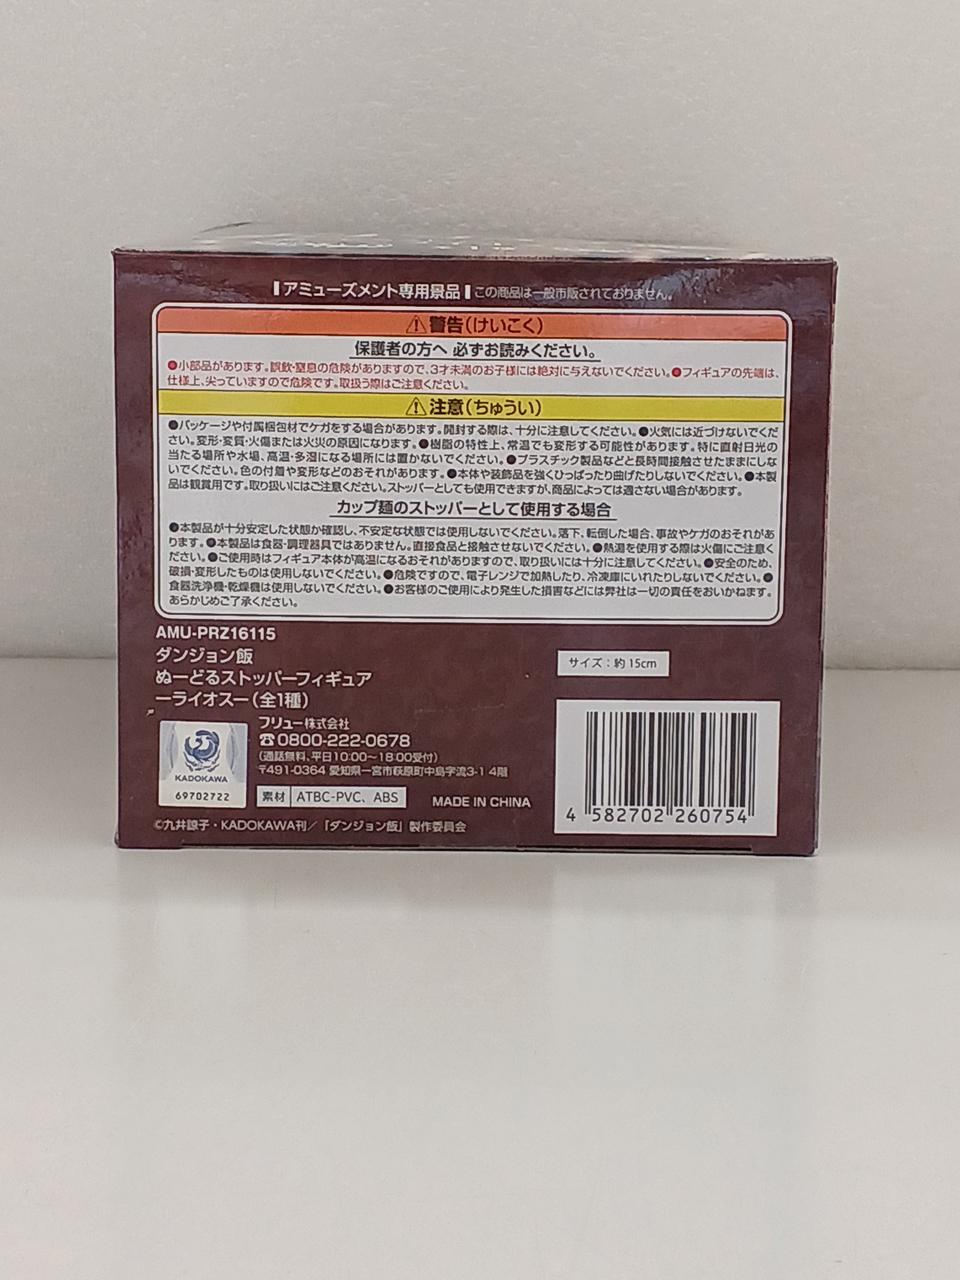 アミューズメント専用景品 この商品は一般市販されておりません。
⚠警告(けいこく)
保護者の方へ 必ずお読みください。
●小部品があります。誤飲・窒息の危険がありますので、3才未満のお子様には絶対に与えないでください。●フィギュアの先端は、
仕様上、尖っていますので危険です。取扱う際はご注意ください。
⚠注意(ちゅうい)
●パッケージや付属梱包材でケガをする場合があります。開封する際は、十分に注意してください。●火気には近づけないでくだ
さい。変形・変質・火傷または火災の原因になります。●樹脂の特性上、常温でも変形する可能性があります。特に直射日光の
当たる場所や水場、高温・多湿になる場所には置かないでください。●プラスチック製品などと長時間接触させたままにしな
いでください。色の付着や変形などのおそれがあります。●本体や装飾品を強くひっぱったり曲げたりしないでください。●本製
品は観賞用です。取り扱いにはご注意ください。ストッパーとしても使用できますが、商品によっては適さない場合があります。
カップ麺のストッパーとして使用する場合
●本製品が十分安定した状態か確認し、不安定な状態では使用しないでください。落下、転倒した場合、事故やケガのおそれがあ
ります。●本製品は食器・調理器具ではありません。直接食品と接触させないでください。●熱湯を使用する際は火傷にご注意く
ださい。●ご使用時はフィギュア本体が高温になるおそれがありますので、取り扱いには十分に注意してください。●安全のため、
破損・変形したものは使用しないでください。●危険ですので、電子レンジで加熱したり、冷凍庫にいれたりしないでください。●
食器洗浄機・乾燥機は使用しないでください。●お客様のご使用により発生した損害などには弊社は一切の責任をおいかねます。
あらかじめご了承ください。
AMU-PRZ16115
ダンジョン飯
ぬーどるストッパーフィギュア
ーライオスー(全1種)
サイズ:約15cm
フリュー株式会社
☎0800-222-0678
(通話無料、平日10:00〜18:00受付)
〒491-0364 愛知県一宮市萩原町中島字流3-1 4階
KADOKAWA
69702722
素材 ATBC-PVC、ABS
MADE IN CHINA
4 582702 260754
©九井諒子・KADOKAWA刊/「ダンジョン飯」製作委員会